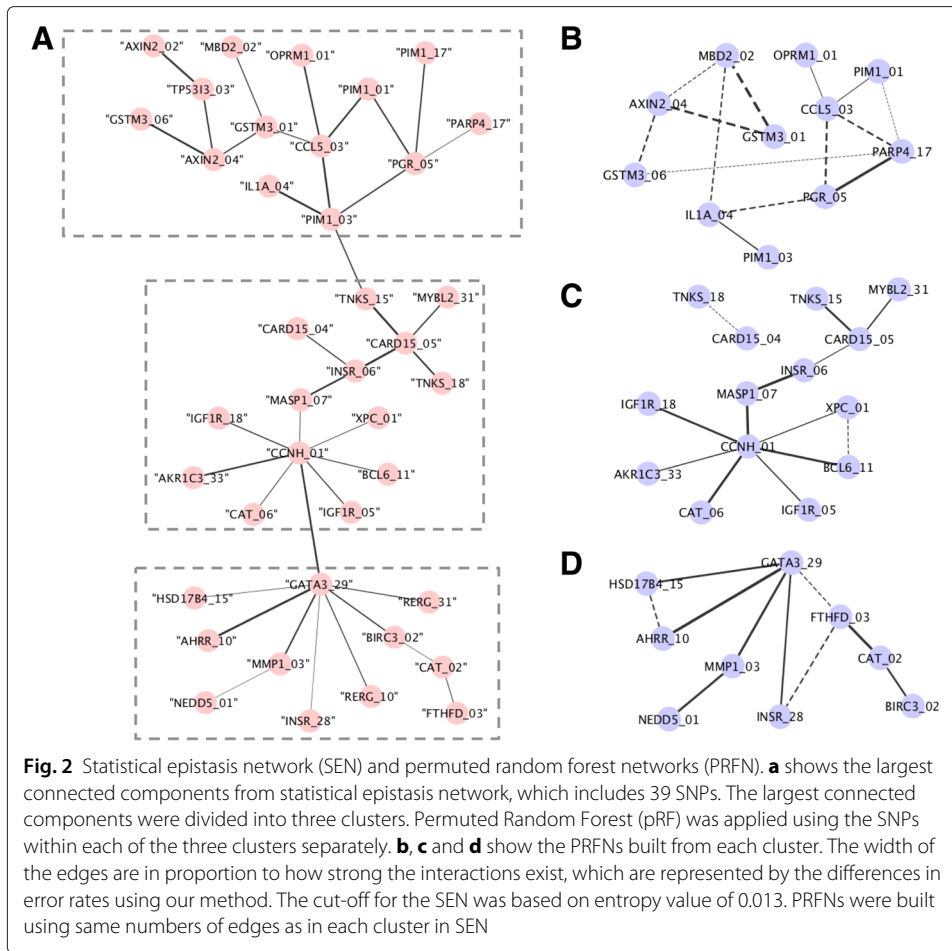 A
"AXIN2_02"
"MBD2_02"
"OPRM1_01"
"PIM1_17"
"TP53I3_03"
"PIM1_01"
"GSTM3_06"
"GSTM3_01"
"PARP4_17"
"CCL5_03"
"AXIN2_04"
"PGR_05"
"IL1A_04"
"PIM1_03"
"TNKS_15"
"MYBL2_31"
"CARD15_04"
"CARD15_05"
"INSR_06"
"TNKS_18"
"MASP1_07"
"IGF1R_18"
"XPC_01"
"CCNH_01"
"AKR1C3_33"
"BCL6_11"
"CAT_06"
"IGF1R_05"
"GATA3_29"
"HSD17B4_15"
"RERG_31"
"AHRR_10"
"BIRC3_02"
"MMP1_03"
"CAT_02"
"NEDD5_01"
"RERG_10"
"INSR_28"
"FTHFD_03"
B
MBD2_02
OPRM1_01
PIM1_01
AXIN2_04
CCL5_03
GSTM3_01
PARP4_17
GSTM3_06
PGR_05
IL1A_04
PIM1_03
C
TNKS_18
TNKS_15
MYBL2_31
CARD15_04
CARD15_05
INSR_06
MASP1_07
IGF1R_18
XPC_01
CCNH_01
AKR1C3_33
BCL6_11
CAT_06
IGF1R_05
D
GATA3_29
HSD17B4_15
FTHFD_03
AHRR_10
CAT_02
MMP1_03
BIRC3_02
NEDD5_01
INSR_28
Fig. 2 Statistical epistasis network (SEN) and permuted random forest networks (PRFN). a shows the largest
connected components from statistical epistasis network, which includes 39 SNPs. The largest connected
components were divided into three clusters. Permuted Random Forest (pRF) was applied using the SNPs
within each of the three clusters separately. b, c and d show the PRFNs built from each cluster. The width of
the edges are in proportion to how strong the interactions exist, which are represented by the differences in
error rates using our method. The cut-off for the SEN was based on entropy value of 0.013. PRFNs were built
using same numbers of edges as in each cluster in SEN